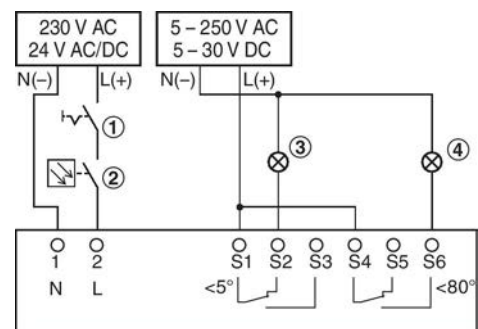 230 V AC
24 V AC/DC
5 – 250 V AC
5 – 30 V DC
N(–) L(+) N(–) L(+)
①
②
③
④
1 2 S1 S2 S3 S4 S5 S6
N L <5° <80°